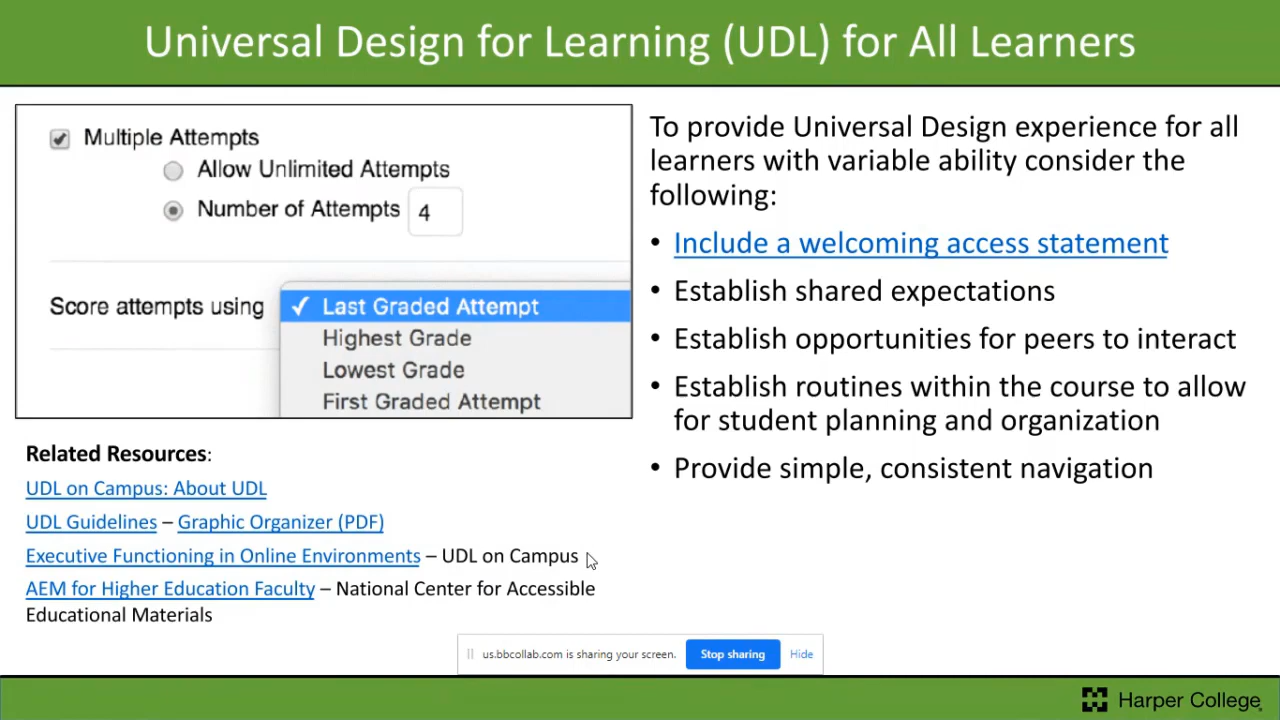 Universal Design for Learning (UDL) for All Learners
Multiple Attempts
Allow Unlimited Attempts
Number of Attempts 4
Score attempts using
✓ Last Graded Attempt
Highest Grade
Lowest Grade
First Graded Attempt
Related Resources:
UDL on Campus: About UDL
UDL Guidelines – Graphic Organizer (PDF)
Executive Functioning in Online Environments – UDL on Campus
AEM for Higher Education Faculty – National Center for Accessible
Educational Materials
To provide Universal Design experience for all
learners with variable ability consider the
following:
• Include a welcoming access statement
• Establish shared expectations
• Establish opportunities for peers to interact
• Establish routines within the course to allow
for student planning and organization
• Provide simple, consistent navigation
us.bbcollab.com is sharing your screen. Stop sharing Hide
Harper College